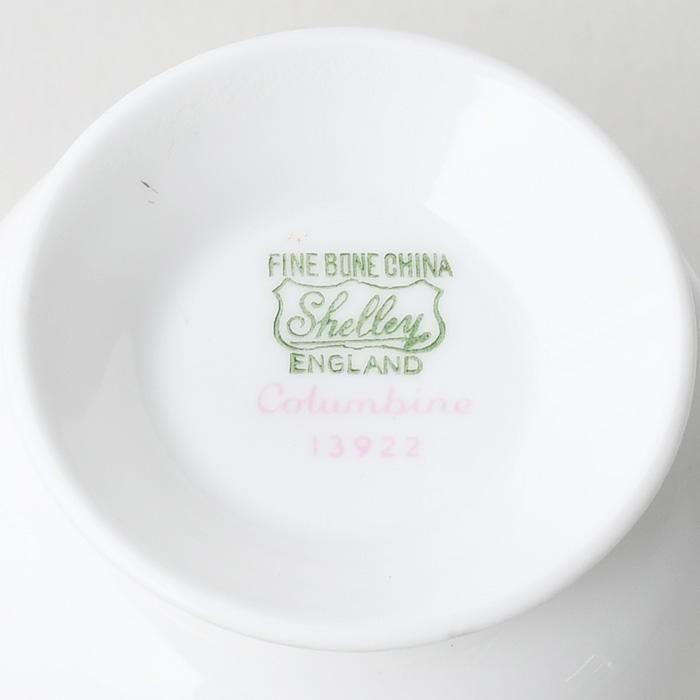 FINE BONE CHINA
Shelley
ENGLAND
Columbine
13922